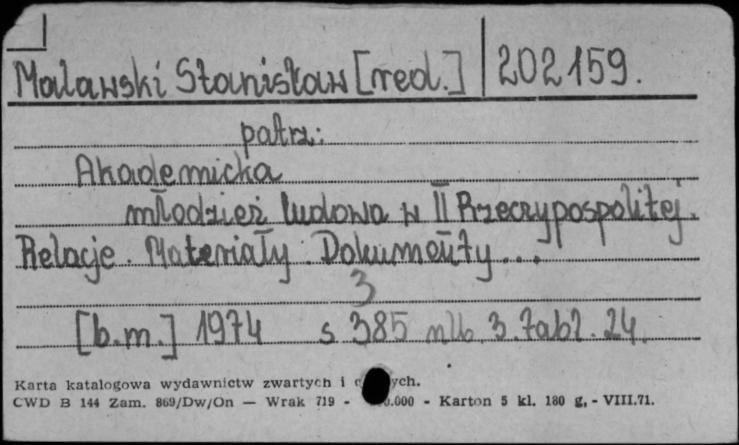 Malawski Stanisław [red.] 202159.
patrz:
Akademicka
młodzież ludowa w II Rzeczypospolitej.
Relacje. Materiały. Dokumenty...
3
[b.m.] 1974 s. 385 nlb. 3. tabl. 24.
Karta katalogowa wydawnictw zwartych i
CWD B 144 Zam. 869/Dw/On — Wrak 719 - - Karton 5 kl. 180 g, - VIII.71.